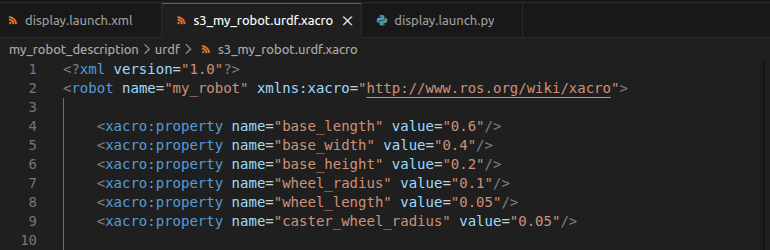 display.launch.xml s3_my_robot.urdf.xacro × display.launch.py
my_robot_description > urdf > s3_my_robot.urdf.xacro
1 <?xml version="1.0"?>
2 <robot name="my_robot" xmlns:xacro="http://www.ros.org/wiki/xacro">
3
4 <xacro:property name="base_length" value="0.6"/>
5 <xacro:property name="base_width" value="0.4"/>
6 <xacro:property name="base_height" value="0.2"/>
7 <xacro:property name="wheel_radius" value="0.1"/>
8 <xacro:property name="wheel_length" value="0.05"/>
9 <xacro:property name="caster_wheel_radius" value="0.05"/>
10